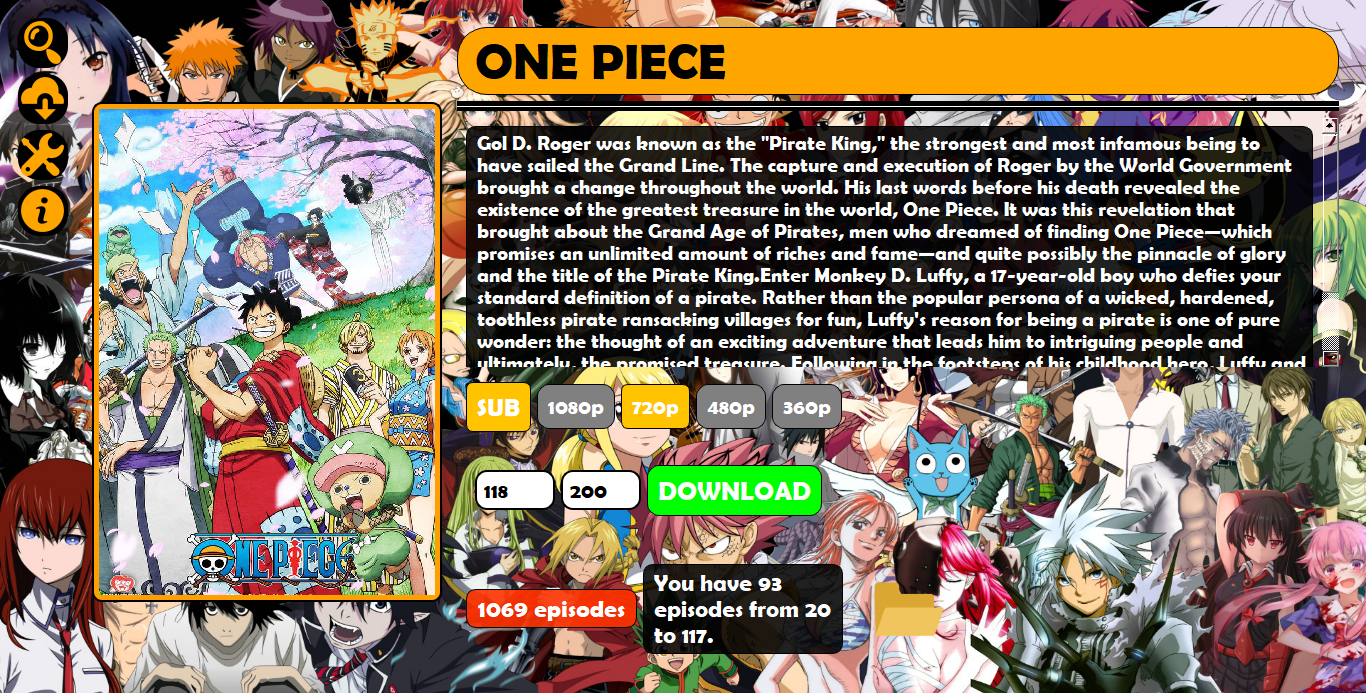 ONE PIECE
Gol D. Roger was known as the "Pirate King," the strongest and most infamous being to
have sailed the Grand Line. The capture and execution of Roger by the World Government
brought a change throughout the world. His last words before his death revealed the
existence of the greatest treasure in the world, One Piece. It was this revelation that
brought about the Grand Age of Pirates, men who dreamed of finding One Piece—which
promises an unlimited amount of riches and fame—and quite possibly the pinnacle of glory
and the title of the Pirate King.Enter Monkey D. Luffy, a 17-year-old boy who defies your
standard definition of a pirate. Rather than the popular persona of a wicked, hardened,
toothless pirate ransacking villages for fun, Luffy's reason for being a pirate is one of pure
wonder: the thought of an exciting adventure that leads him to intriguing people and
ultimately, the promised treasure. Following in the footsteps of his childhood hero, Luffy and
SUB 1080p 720p 480p 360p
118 200 DOWNLOAD
ONE PIECE
1069 episodes
You have 93
episodes from 20
to 117.